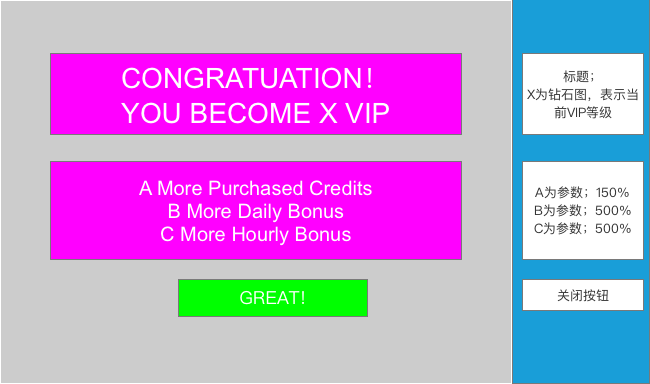 CONGRATUATION！
YOU BECOME X VIP
A More Purchased Credits
B More Daily Bonus
C More Hourly Bonus
GREAT！
标题；
X为钻石图，表示当
前VIP等级
A为参数；150%
B为参数；500%
C为参数；500%
关闭按钮